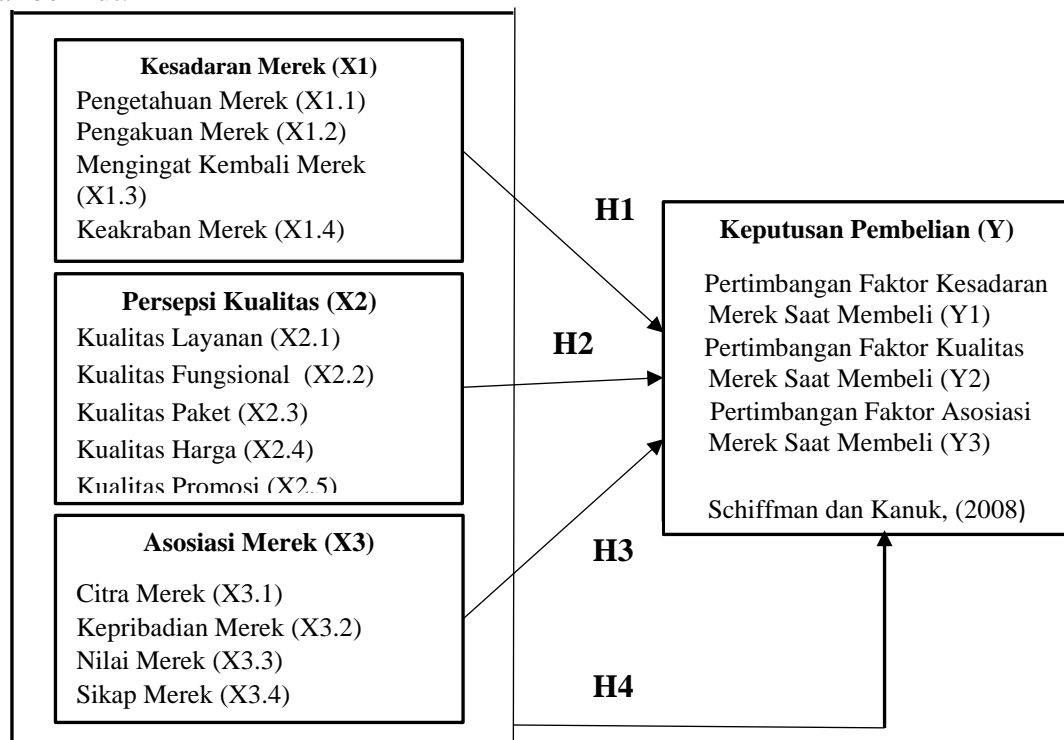 Kesadaran Merek (X1)
Pengetahuan Merek (X1.1)
Pengakuan Merek (X1.2)
Mengingat Kembali Merek
(X1.3)
Keakraban Merek (X1.4)
Persepsi Kualitas (X2)
Kualitas Layanan (X2.1)
Kualitas Fungsional (X2.2)
Kualitas Paket (X2.3)
Kualitas Harga (X2.4)
Kualitas Promosi (X2.5)
Asosiasi Merek (X3)
Citra Merek (X3.1)
Kepribadian Merek (X3.2)
Nilai Merek (X3.3)
Sikap Merek (X3.4)
H1
H2
H3
H4
Keputusan Pembelian (Y)
Pertimbangan Faktor Kesadaran
Merek Saat Membeli (Y1)
Pertimbangan Faktor Kualitas
Merek Saat Membeli (Y2)
Pertimbangan Faktor Asosiasi
Merek Saat Membeli (Y3)
Schiffman dan Kanuk, (2008)